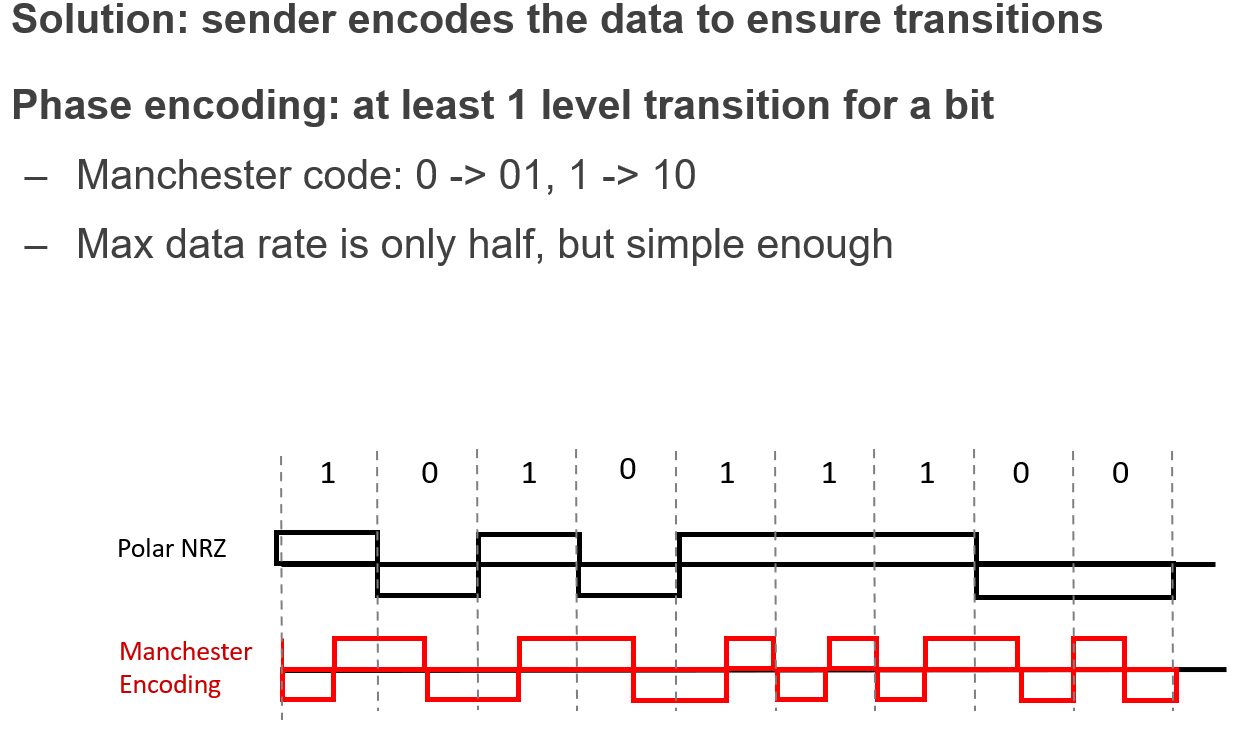 Solution: sender encodes the data to ensure transitions
Phase encoding: at least 1 level transition for a bit
– Manchester code: 0 -> 01, 1 -> 10
– Max data rate is only half, but simple enough
1 0 1 0 1 1 1 0 0
Polar NRZ
Manchester
Encoding